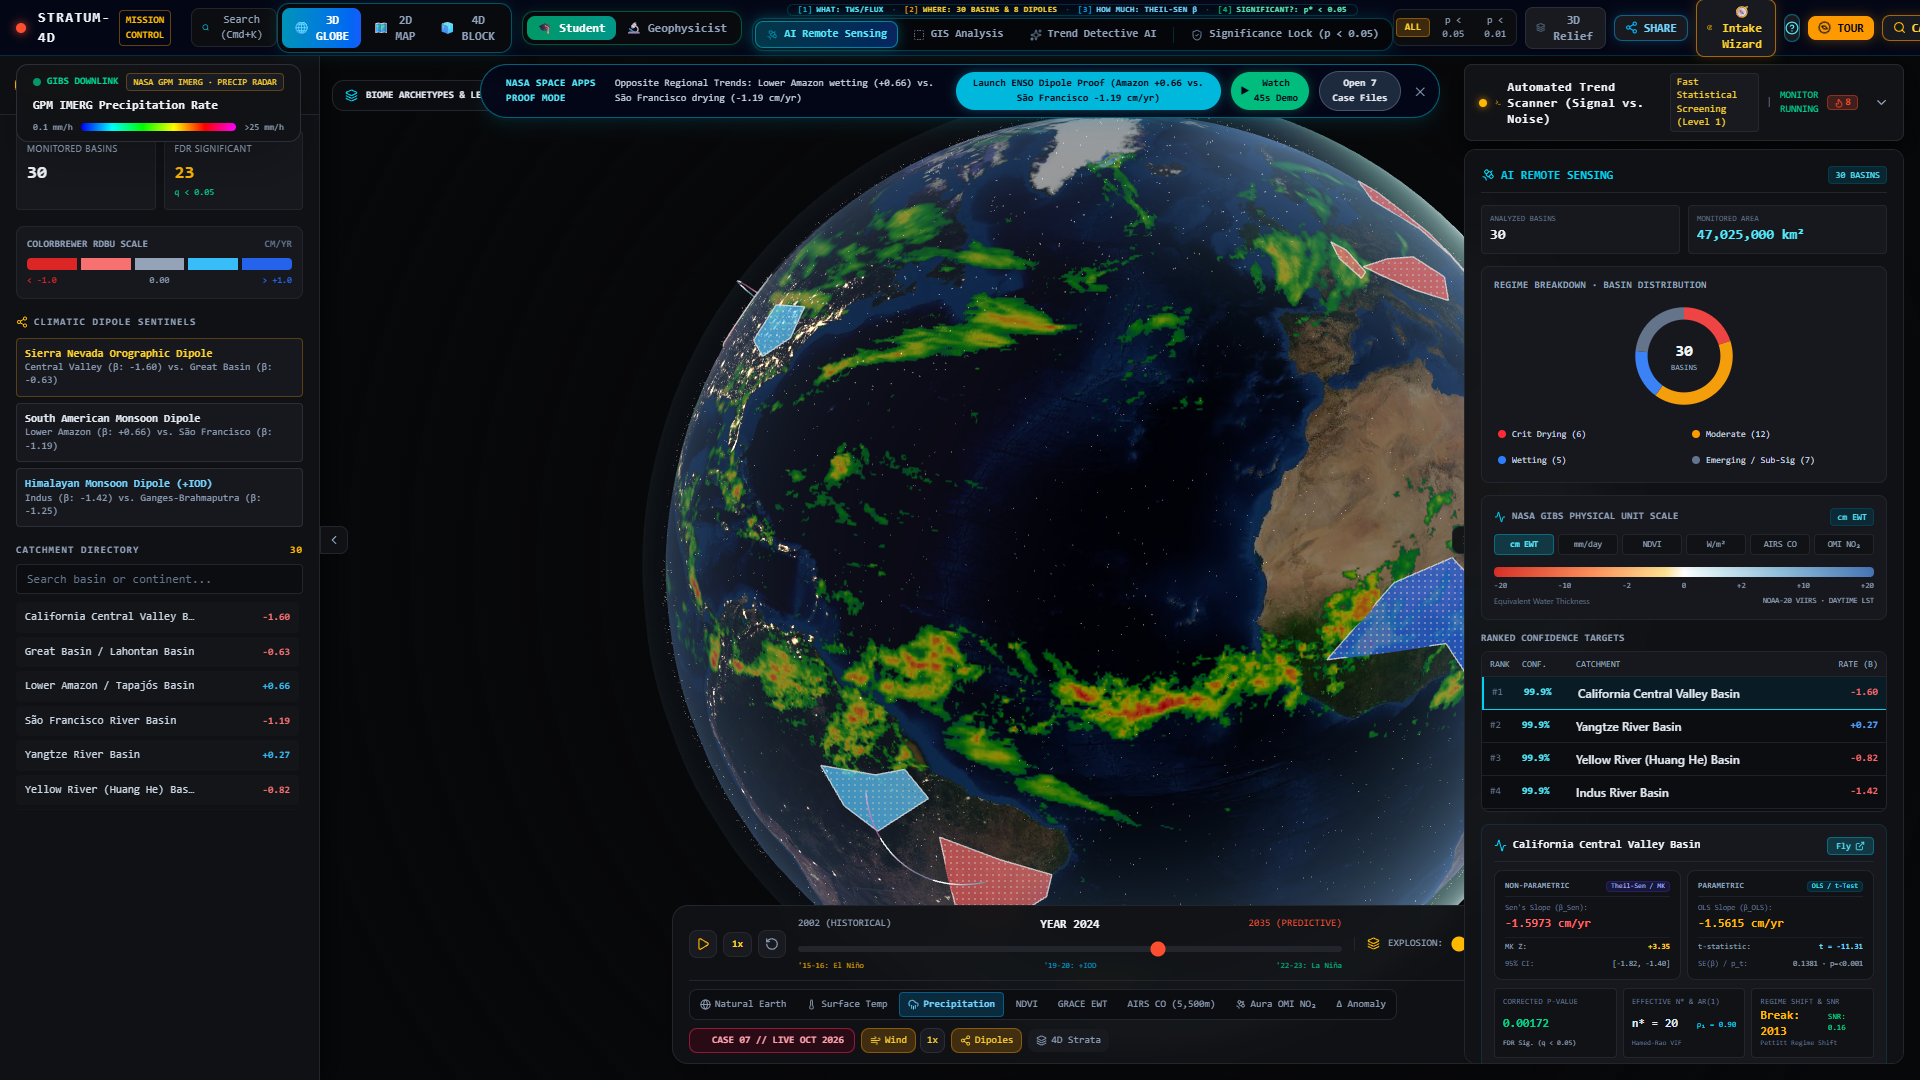 STRATUM-
4D
MISSION
CONTROL
Search
(Cmd+K)
3D
GLOBE
2D
MAP
4D
BLOCK
Student
Geophysicist
[1] WHAT: TWS/FLUX · [2] WHERE: 30 BASINS & 8 DIPOLES · [3] HOW MUCH: THEIL-SEN β · [4] SIGNIFICANT?: p* < 0.05
AI Remote Sensing
GIS Analysis
Trend Detective AI
Significance Lock (p < 0.05)
ALL
p <
0.05
p <
0.01
3D
Relief
SHARE
Intake
Wizard
TOUR
GIBS DOWNLINK
NASA GPM IMERG · PRECIP RADAR
GPM IMERG Precipitation Rate
0.1 mm/h
>25 mm/h
MONITORED BASINS
30
FDR SIGNIFICANT
23
q < 0.05
COLORBREWER RDBU SCALE
CM/YR
< -1.0
0.00
> +1.0
CLIMATIC DIPOLE SENTINELS
Sierra Nevada Orographic Dipole
Central Valley (β: -1.60) vs. Great Basin (β:
-0.63)
South American Monsoon Dipole
Lower Amazon (β: +0.66) vs. São Francisco (β:
-1.19)
Himalayan Monsoon Dipole (+IOD)
Indus (β: -1.42) vs. Ganges-Brahmaputra (β:
-1.25)
CATCHMENT DIRECTORY
30
Search basin or continent...
California Central Valley B…
-1.60
Great Basin / Lahontan Basin
-0.63
Lower Amazon / Tapajós Basin
+0.66
São Francisco River Basin
-1.19
Yangtze River Basin
+0.27
Yellow River (Huang He) Bas…
-0.82
BIOME ARCHETYPES & LE
NASA SPACE APPS
PROOF MODE
Opposite Regional Trends: Lower Amazon wetting (+0.66) vs.
São Francisco drying (-1.19 cm/yr)
Launch ENSO Dipole Proof (Amazon +0.66 vs.
São Francisco -1.19 cm/yr)
Watch
45s Demo
Open 7
Case Files
2002 (HISTORICAL)
YEAR 2024
2035 (PREDICTIVE)
1x
'15-16: El Niño
'19-20: +IOD
'22-23: La Niña
EXPLOSION:
Natural Earth
Surface Temp
Precipitation
NDVI
GRACE EWT
AIRS CO (5,500m)
Aura OMI NO₂
Δ Anomaly
CASE 07 // LIVE OCT 2026
Wind
1x
Dipoles
4D Strata
Automated Trend
Scanner (Signal vs.
Noise)
Fast
Statistical
Screening
(Level 1)
MONITOR
RUNNING
8
AI REMOTE SENSING
30 BASINS
ANALYZED BASINS
30
MONITORED AREA
47,025,000 km²
REGIME BREAKDOWN · BASIN DISTRIBUTION
30
BASINS
Crit Drying (6)
Moderate (12)
Wetting (5)
Emerging / Sub-Sig (7)
NASA GIBS PHYSICAL UNIT SCALE
cm EWT
cm EWT
mm/day
NDVI
W/m²
AIRS CO
OMI NO₂
-20
-10
-2
0
+2
+10
+20
Equivalent Water Thickness
NOAA-20 VIIRS · DAYTIME LST
RANKED CONFIDENCE TARGETS
RANK
CONF.
CATCHMENT
RATE (Β)
#1
99.9%
California Central Valley Basin
-1.60
#2
99.9%
Yangtze River Basin
+0.27
#3
99.9%
Yellow River (Huang He) Basin
-0.82
#4
99.9%
Indus River Basin
-1.42
California Central Valley Basin
Fly
NON-PARAMETRIC
Theil-Sen / MK
Sen's Slope (β_Sen):
-1.5973 cm/yr
MK Z:
+3.35
95% CI:
[-1.82, -1.40]
PARAMETRIC
OLS / t-Test
OLS Slope (β_OLS):
-1.5615 cm/yr
t-statistic:
t = -11.31
SE(β) / p_t:
0.1381 · p=<0.001
CORRECTED P-VALUE
0.00172
FDR Sig. (q < 0.05)
EFFECTIVE N* & AR(1)
n* = 20
ρ₁ = 0.90
Hamed-Rao VIF
REGIME SHIFT & SNR
Break:
2013
SNR:
0.16
Pettitt Regime Shift